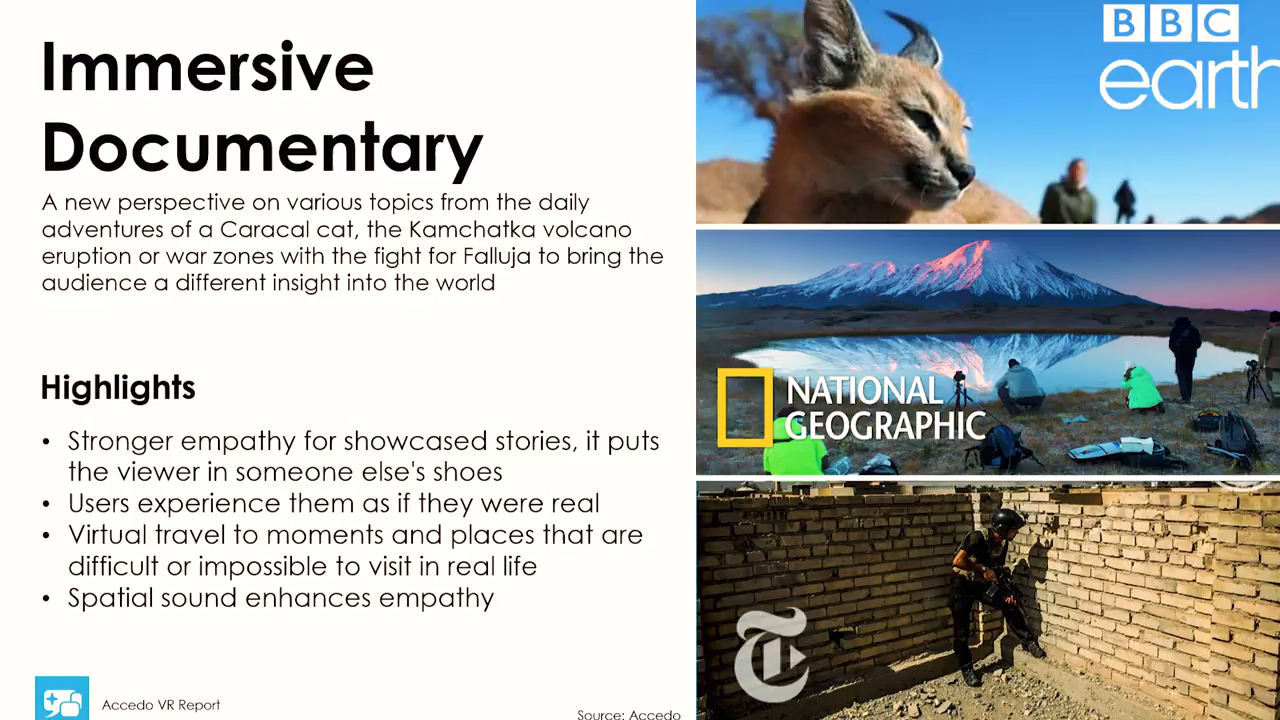 Immersive
Documentary
A new perspective on various topics from the daily
adventures of a Caracal cat, the Kamchatka volcano
eruption or war zones with the fight for Falluja to bring the
audience a different insight into the world
Highlights
• Stronger empathy for showcased stories, it puts
the viewer in someone else's shoes
• Users experience them as if they were real
• Virtual travel to moments and places that are
difficult or impossible to visit in real life
• Spatial sound enhances empathy
Accedo VR Report
Source: Accedo
BBC
earth
NATIONAL
GEOGRAPHIC
T